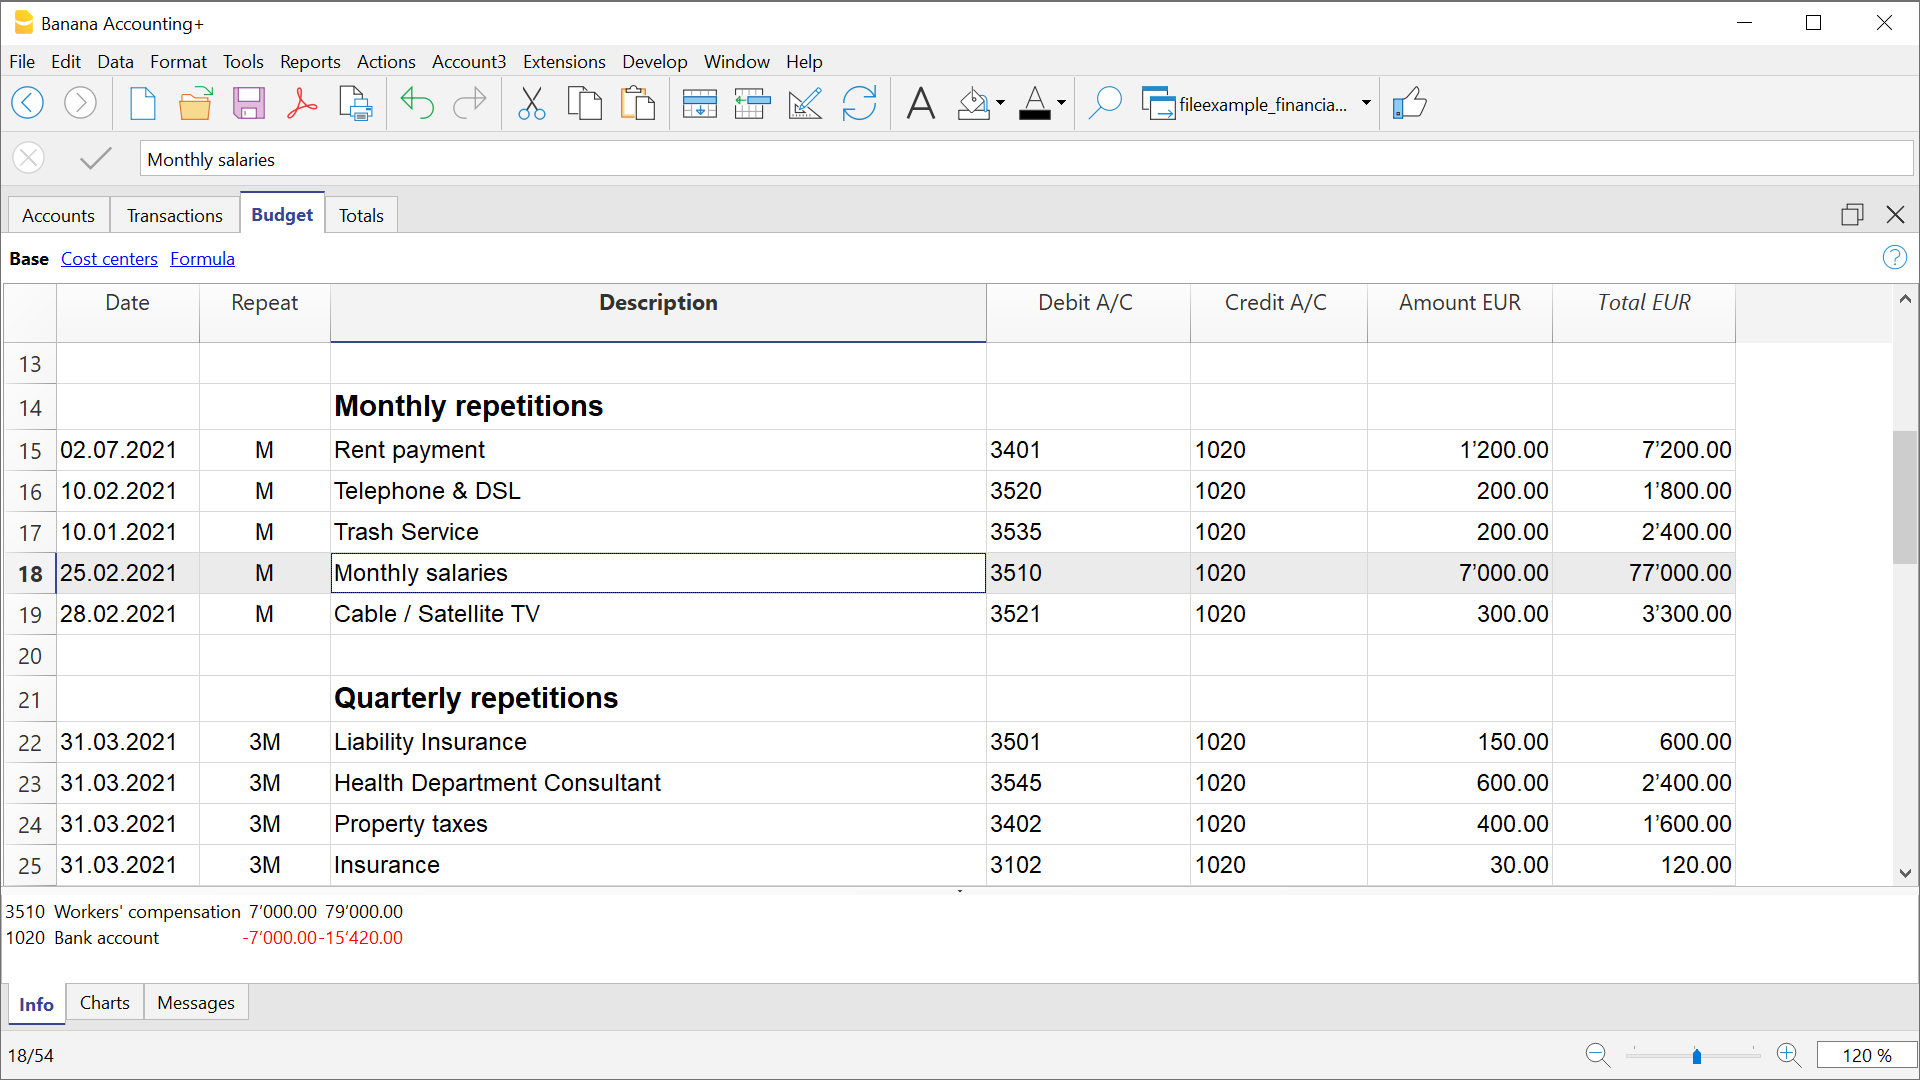 Banana Accounting+
File Edit Data Format Tools Reports Actions Account3 Extensions Develop Window Help
fileexample_financia...
Monthly salaries
Accounts Transactions Budget Totals
Base Cost centers Formula
Date Repeat Description Debit A/C Credit A/C Amount EUR Total EUR
13
14 Monthly repetitions
15 02.07.2021 M Rent payment 3401 1020 1’200.00 7’200.00
16 10.02.2021 M Telephone & DSL 3520 1020 200.00 1’800.00
17 10.01.2021 M Trash Service 3535 1020 200.00 2’400.00
18 25.02.2021 M Monthly salaries 3510 1020 7’000.00 77’000.00
19 28.02.2021 M Cable / Satellite TV 3521 1020 300.00 3’300.00
20
21 Quarterly repetitions
22 31.03.2021 3M Liability Insurance 3501 1020 150.00 600.00
23 31.03.2021 3M Health Department Consultant 3545 1020 600.00 2’400.00
24 31.03.2021 3M Property taxes 3402 1020 400.00 1’600.00
25 31.03.2021 3M Insurance 3102 1020 30.00 120.00
3510 Workers' compensation 7’000.00 79’000.00
1020 Bank account -7’000.00 -15’420.00
Info Charts Messages
18/54 120 %